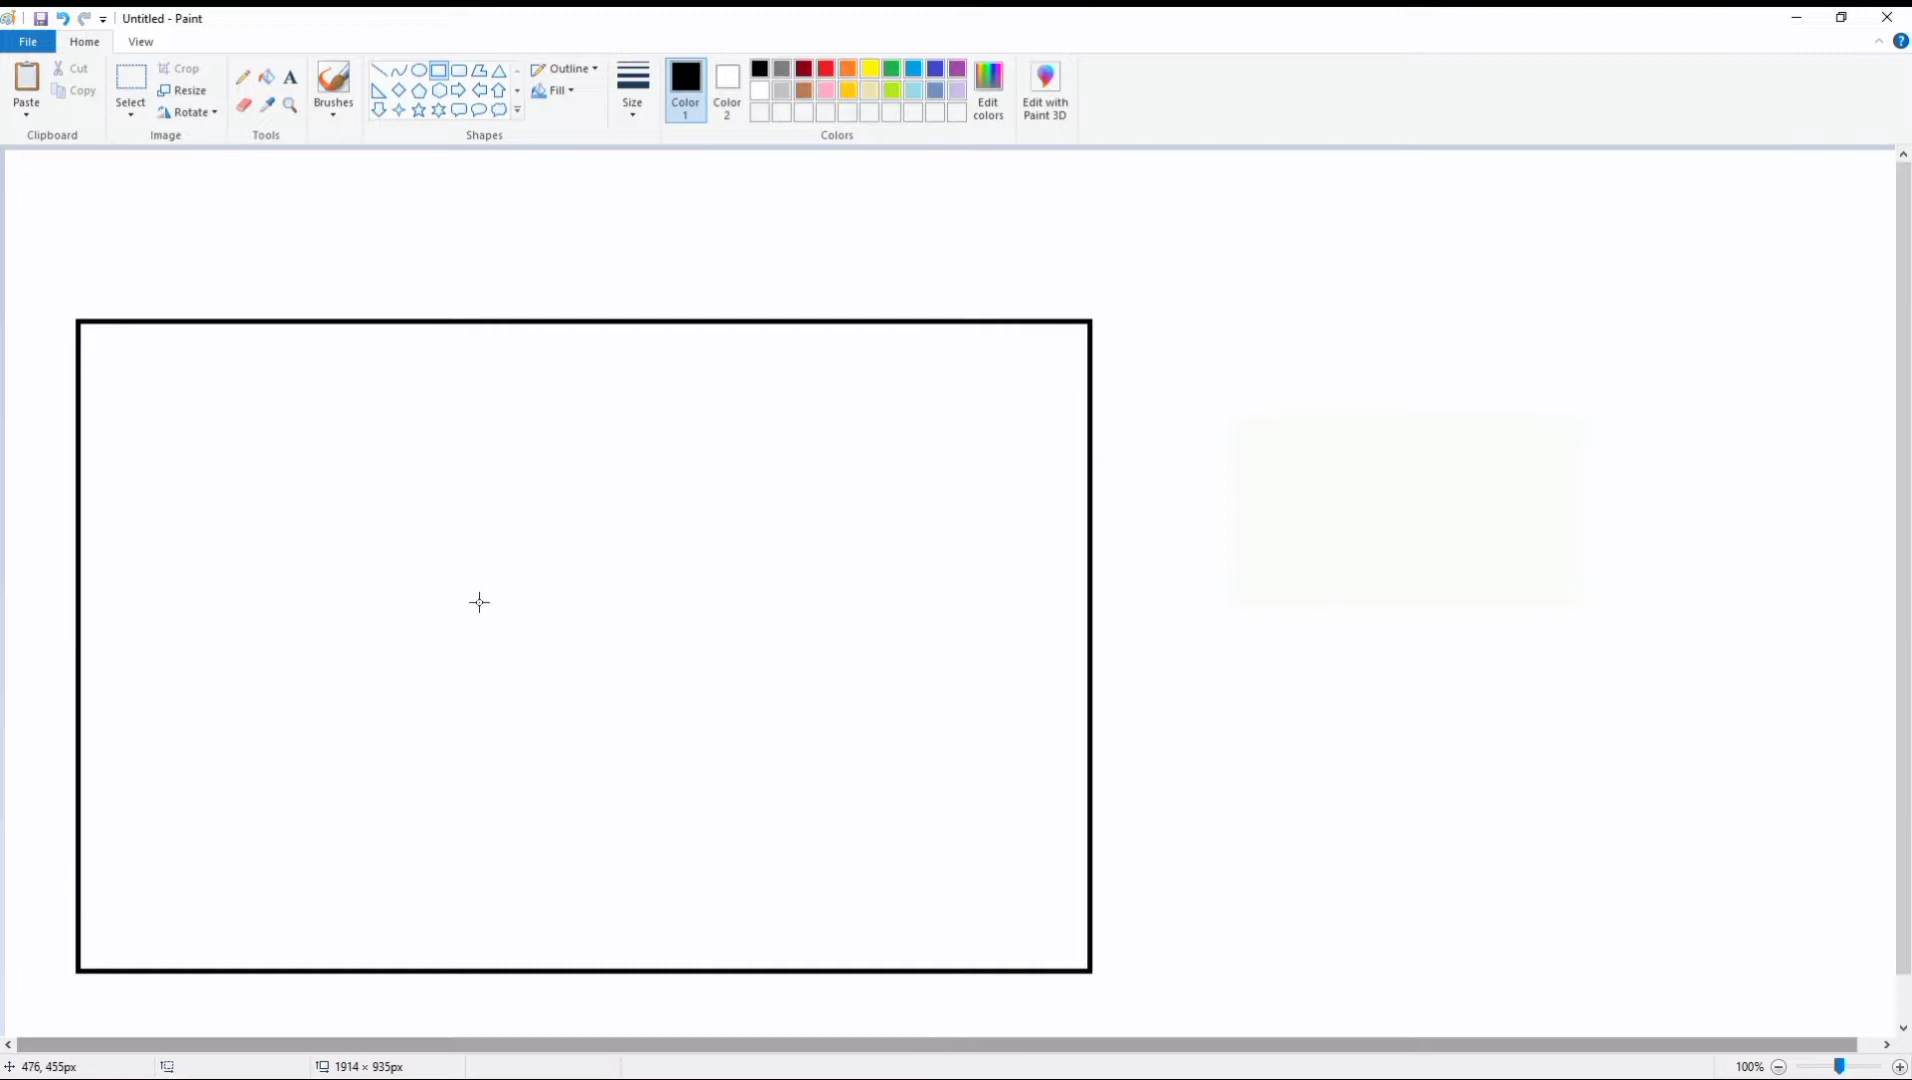 Untitled - Paint
File Home View
Cut
Copy
Paste
Clipboard
Crop
Resize
Rotate
Select
Image
A
Tools
Brushes
Outline
Fill
Shapes
Size
Color 1
Color 2
Edit colors
Colors
Edit with Paint 3D
?
476, 455px
1914 × 935px
100%